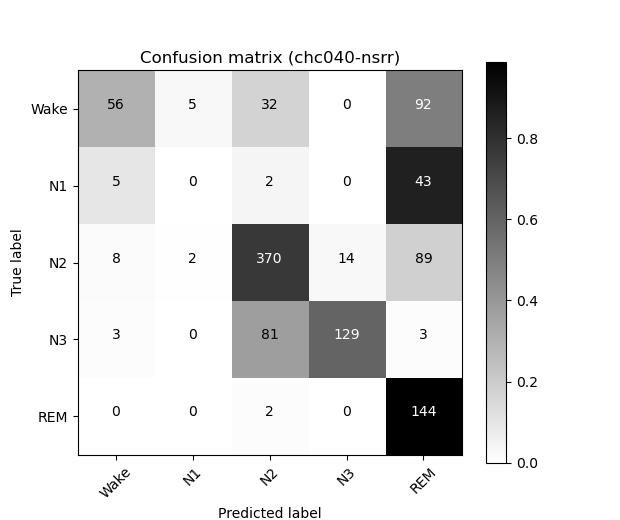 Confusion matrix (chc040-nsrr)
Wake 56 5 32 0 92
N1 5 0 2 0 43
N2 8 2 370 14 89
N3 3 0 81 129 3
REM 0 0 2 0 144
Wake N1 N2 N3 REM
Predicted label
True label
0.8
0.6
0.4
0.2
0.0